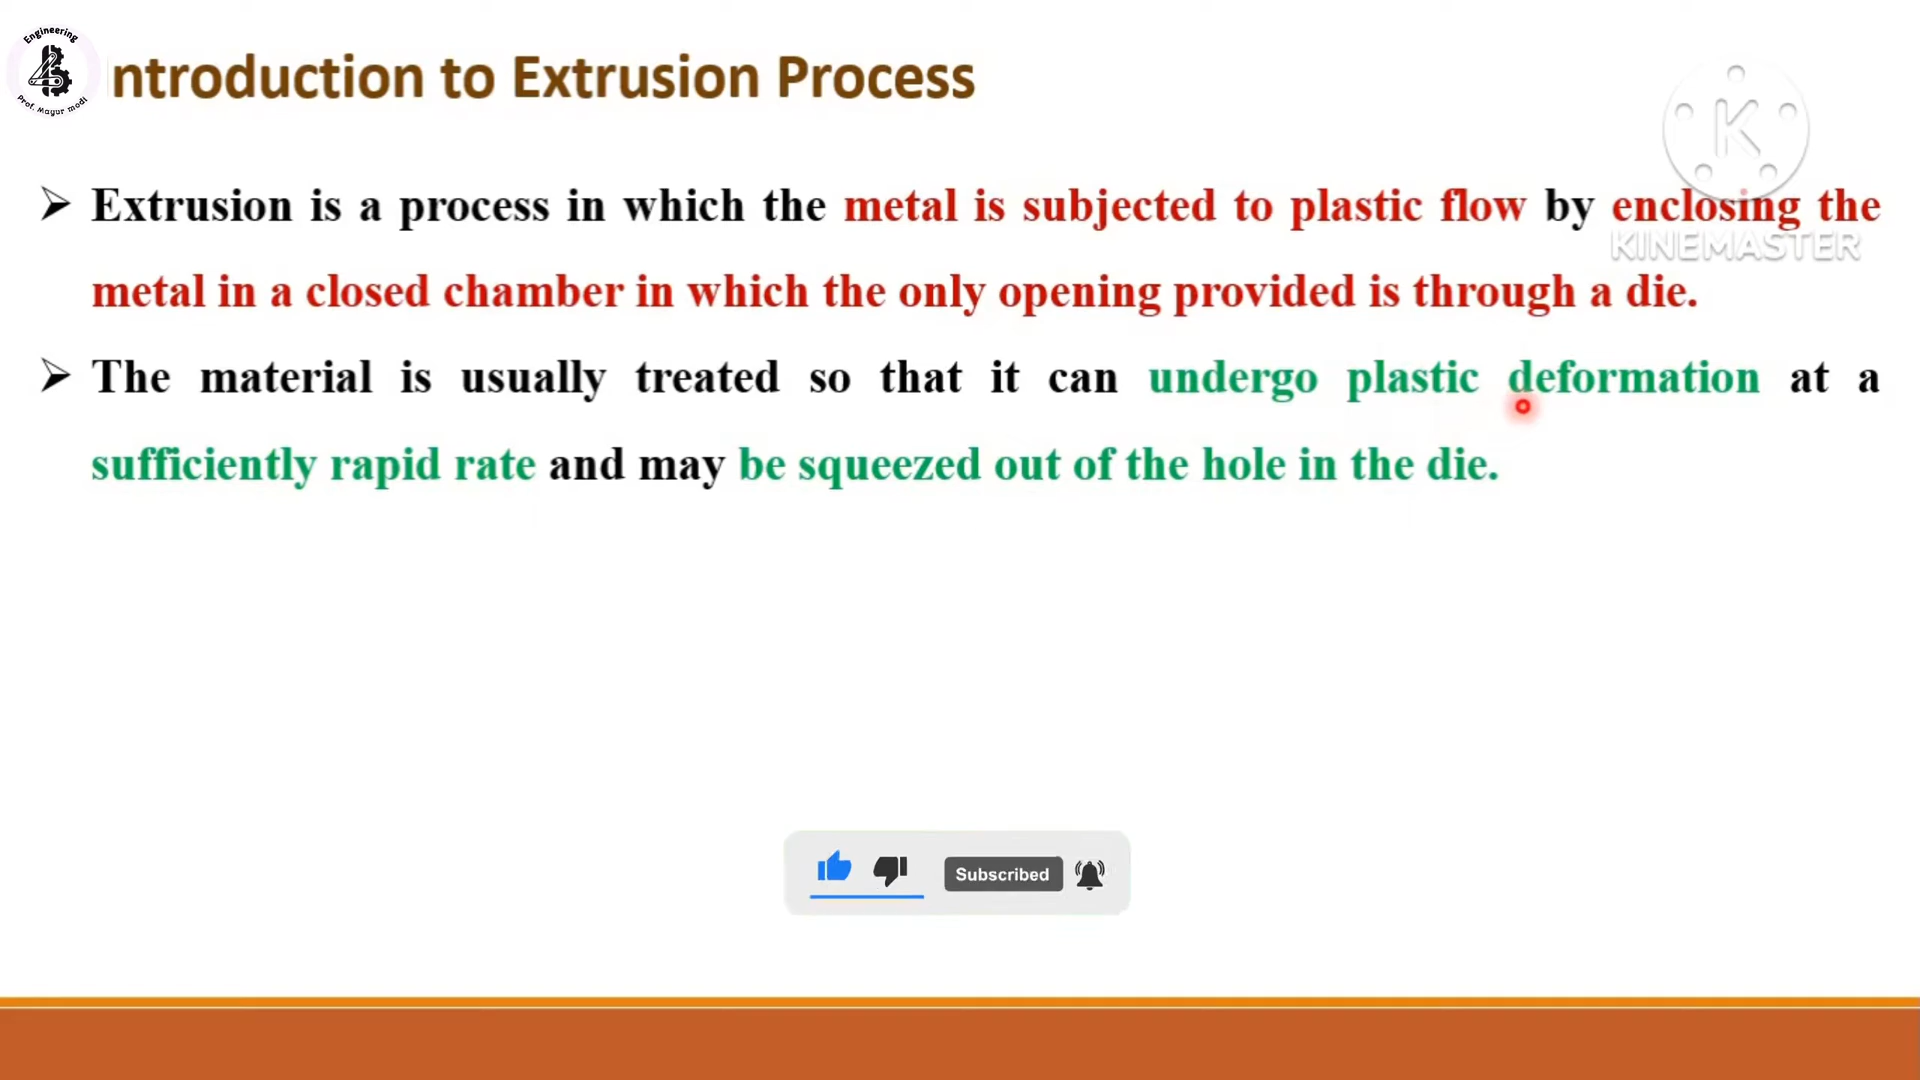 Engineering
Prof. Mayur modi
ntroduction to Extrusion Process
K
KINEMASTER
➢ Extrusion is a process in which the metal is subjected to plastic flow by enclosing the
metal in a closed chamber in which the only opening provided is through a die.
➢ The material is usually treated so that it can undergo plastic deformation at a
sufficiently rapid rate and may be squeezed out of the hole in the die.
Subscribed